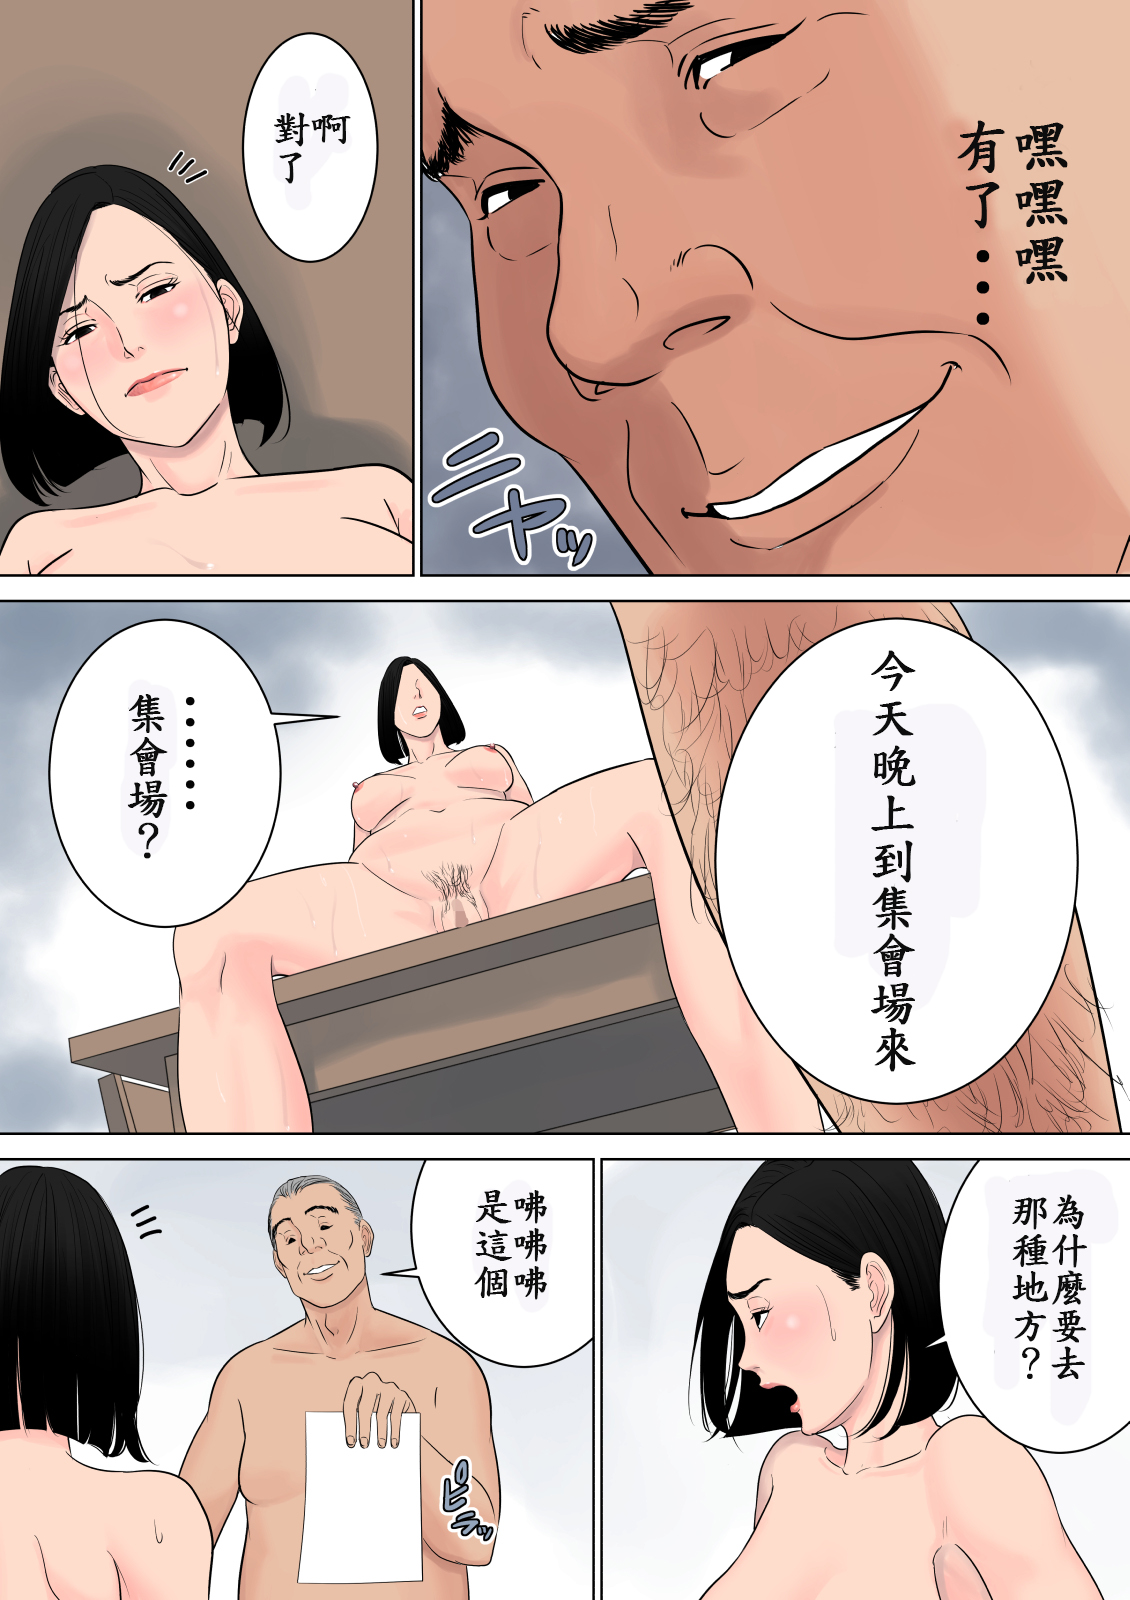 嘿嘿嘿
有了・・・
ニヤッ
啊
對了
今天晚上到集會場來
・・・・・・
集會場？
為什麼要去
那種地方？
咈咈咈
是這個
ピラッ